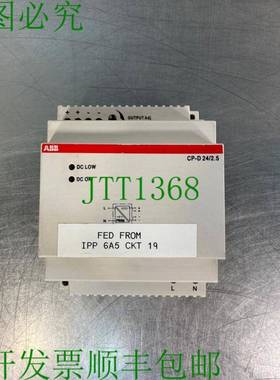 图必究
OUTPUT Adj.
ABB
CP-D 24/2.5
DC LOW
DC ON
JTT1368
FED FROM
IPP 6A5 CKT 19
L N
开发票顺丰包邮